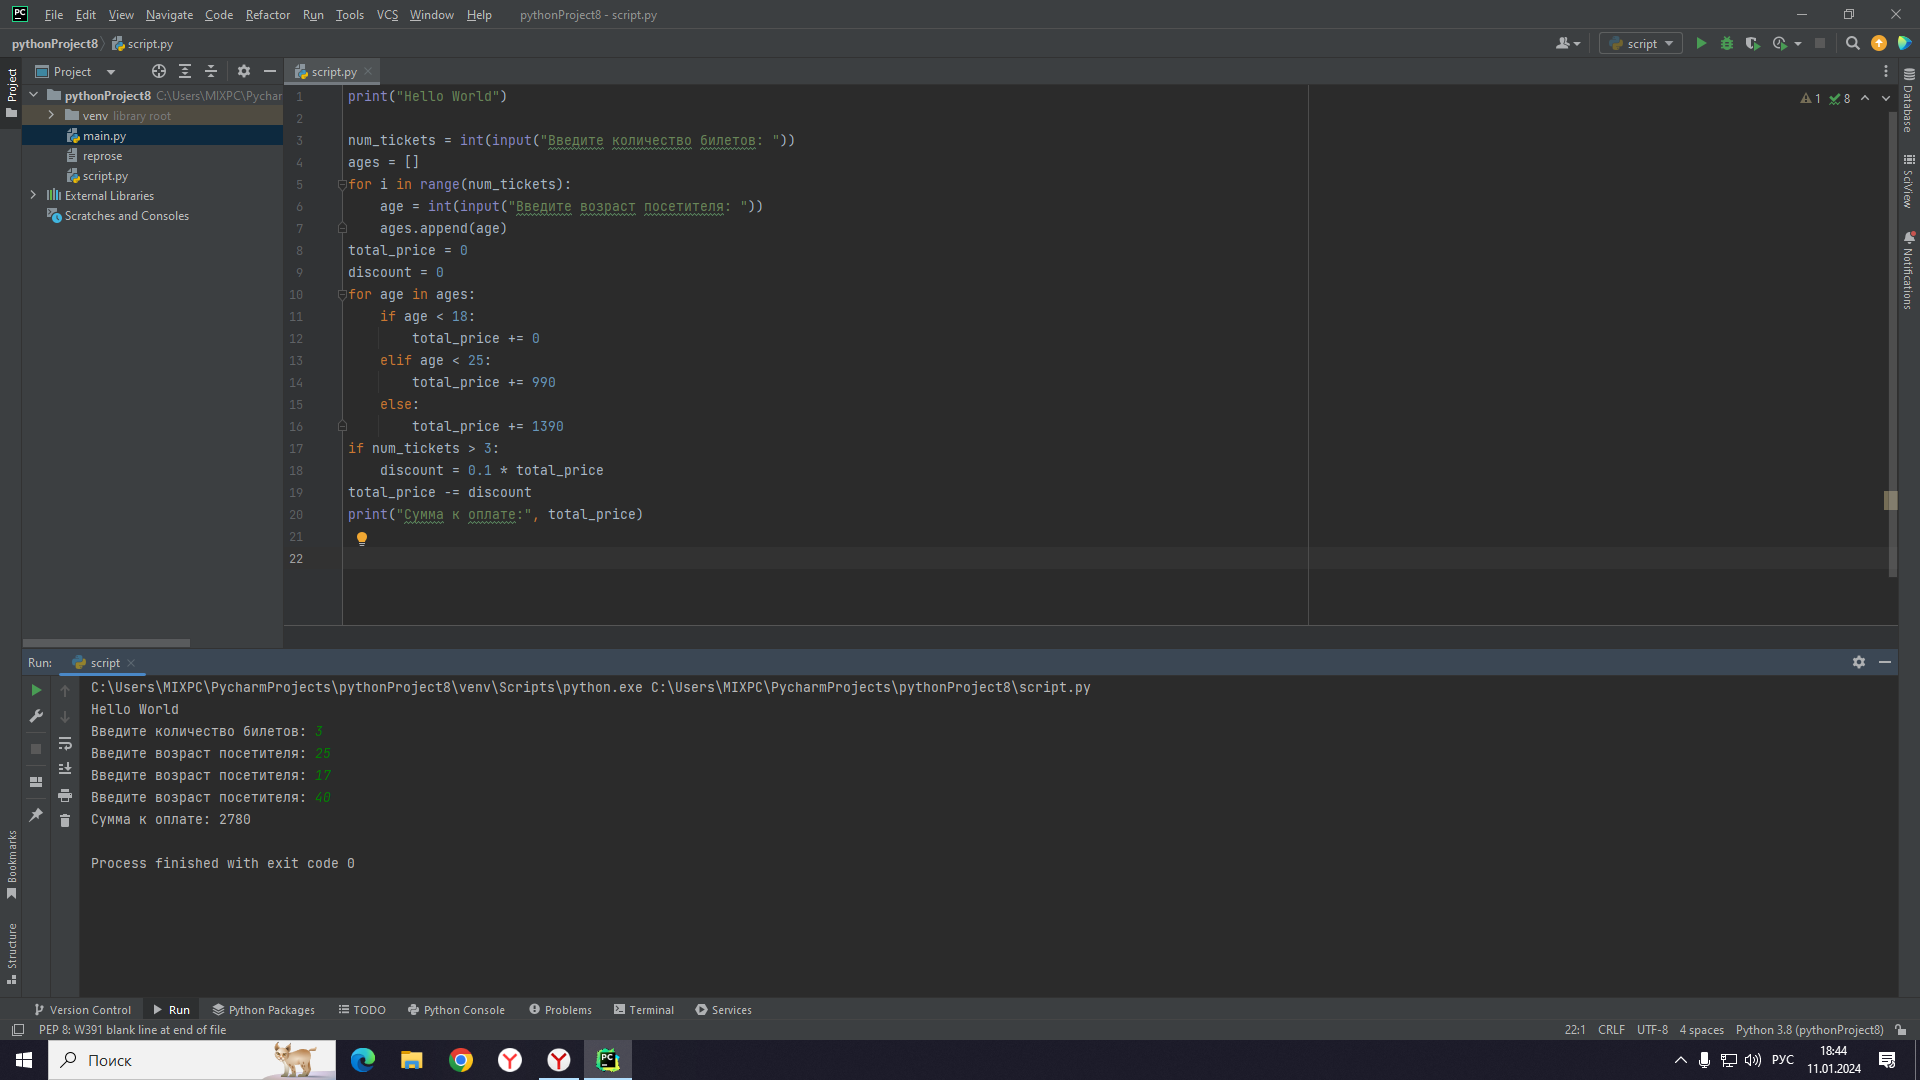 File Edit View Navigate Code Refactor Run Tools VCS Window Help pythonProject8 - script.py
pythonProject8 script.py script
Project script.py
Project
pythonProject8 C:\Users\MIXPC\Pychar
venv library root
main.py
reprose
script.py
External Libraries
Scratches and Consoles
1 print("Hello World")
2
3 num_tickets = int(input("Введите количество билетов: "))
4 ages = []
5 for i in range(num_tickets):
6     age = int(input("Введите возраст посетителя: "))
7     ages.append(age)
8 total_price = 0
9 discount = 0
10 for age in ages:
11     if age < 18:
12         total_price += 0
13     elif age < 25:
14         total_price += 990
15     else:
16         total_price += 1390
17 if num_tickets > 3:
18     discount = 0.1 * total_price
19 total_price -= discount
20 print("Сумма к оплате:", total_price)
21
22
1 8
Database
SciView
Notifications
Run: script
C:\Users\MIXPC\PycharmProjects\pythonProject8\venv\Scripts\python.exe C:\Users\MIXPC\PycharmProjects\pythonProject8\script.py
Hello World
Введите количество билетов: 3
Введите возраст посетителя: 25
Введите возраст посетителя: 17
Введите возраст посетителя: 40
Сумма к оплате: 2780
Process finished with exit code 0
Bookmarks
Structure
Version Control Run Python Packages TODO Python Console Problems Terminal Services
PEP 8: W391 blank line at end of file 22:1 CRLF UTF-8 4 spaces Python 3.8 (pythonProject8)
Поиск РУС 18:44
11.01.2024